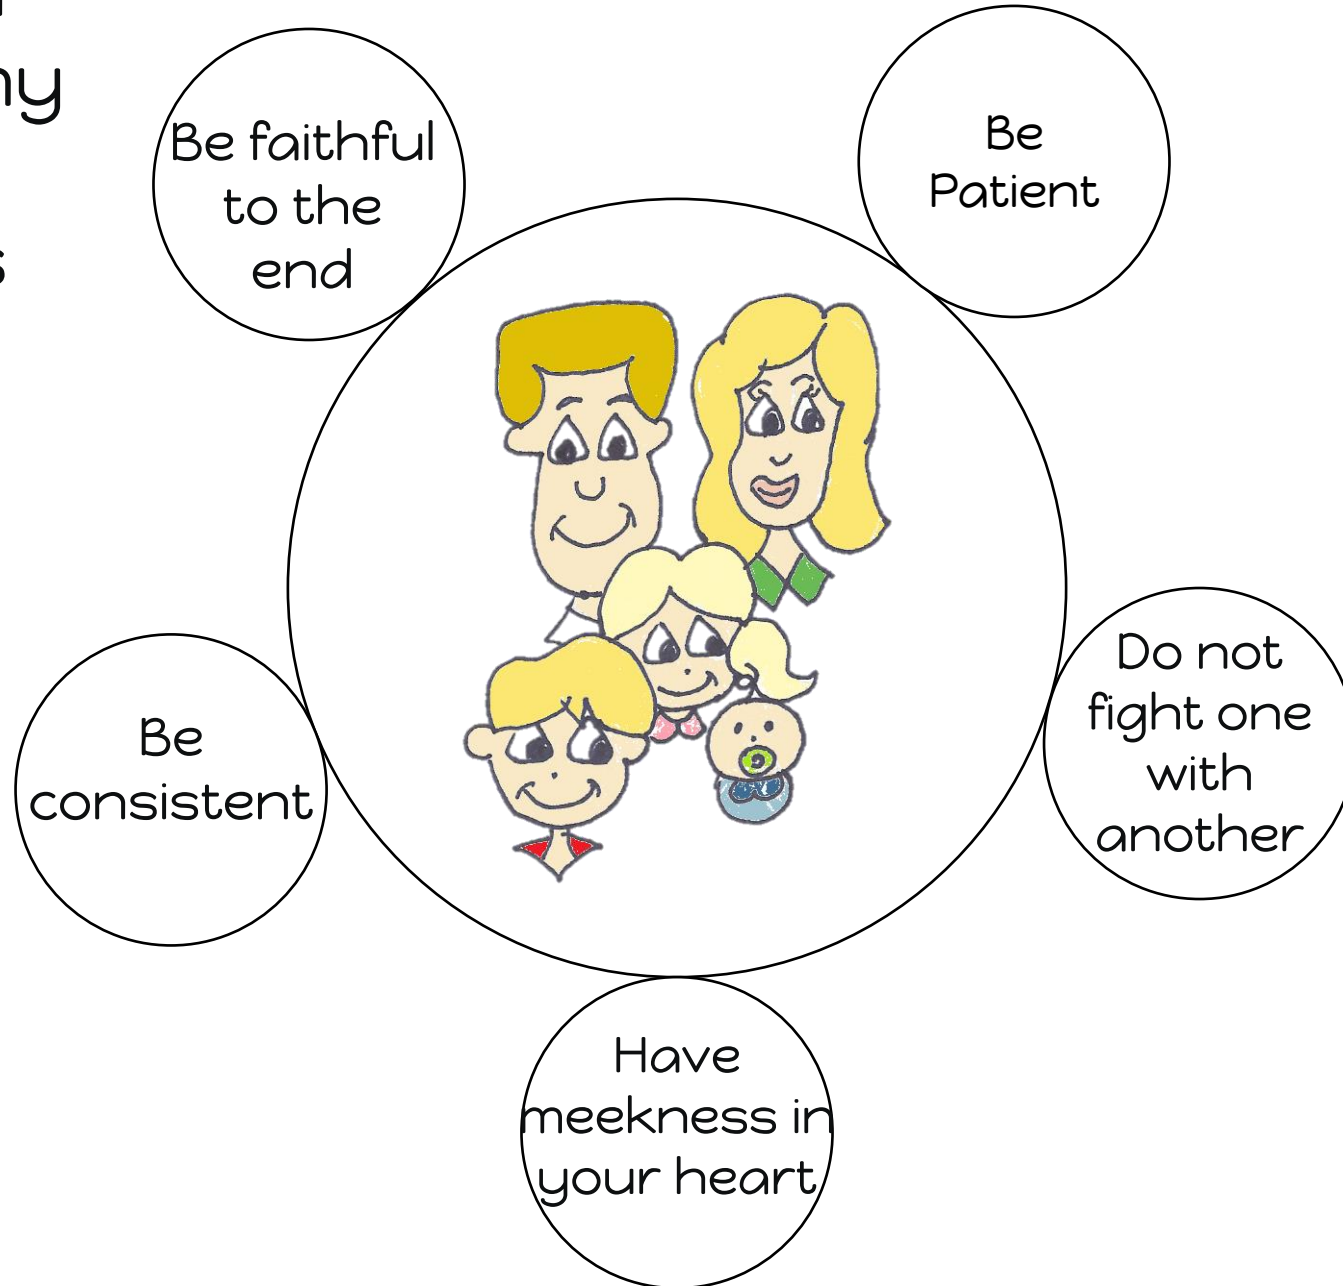 Be faithful
to the
end
Be
Patient
Be
consistent
Do not
fight one
with
another
Have
meekness in
your heart